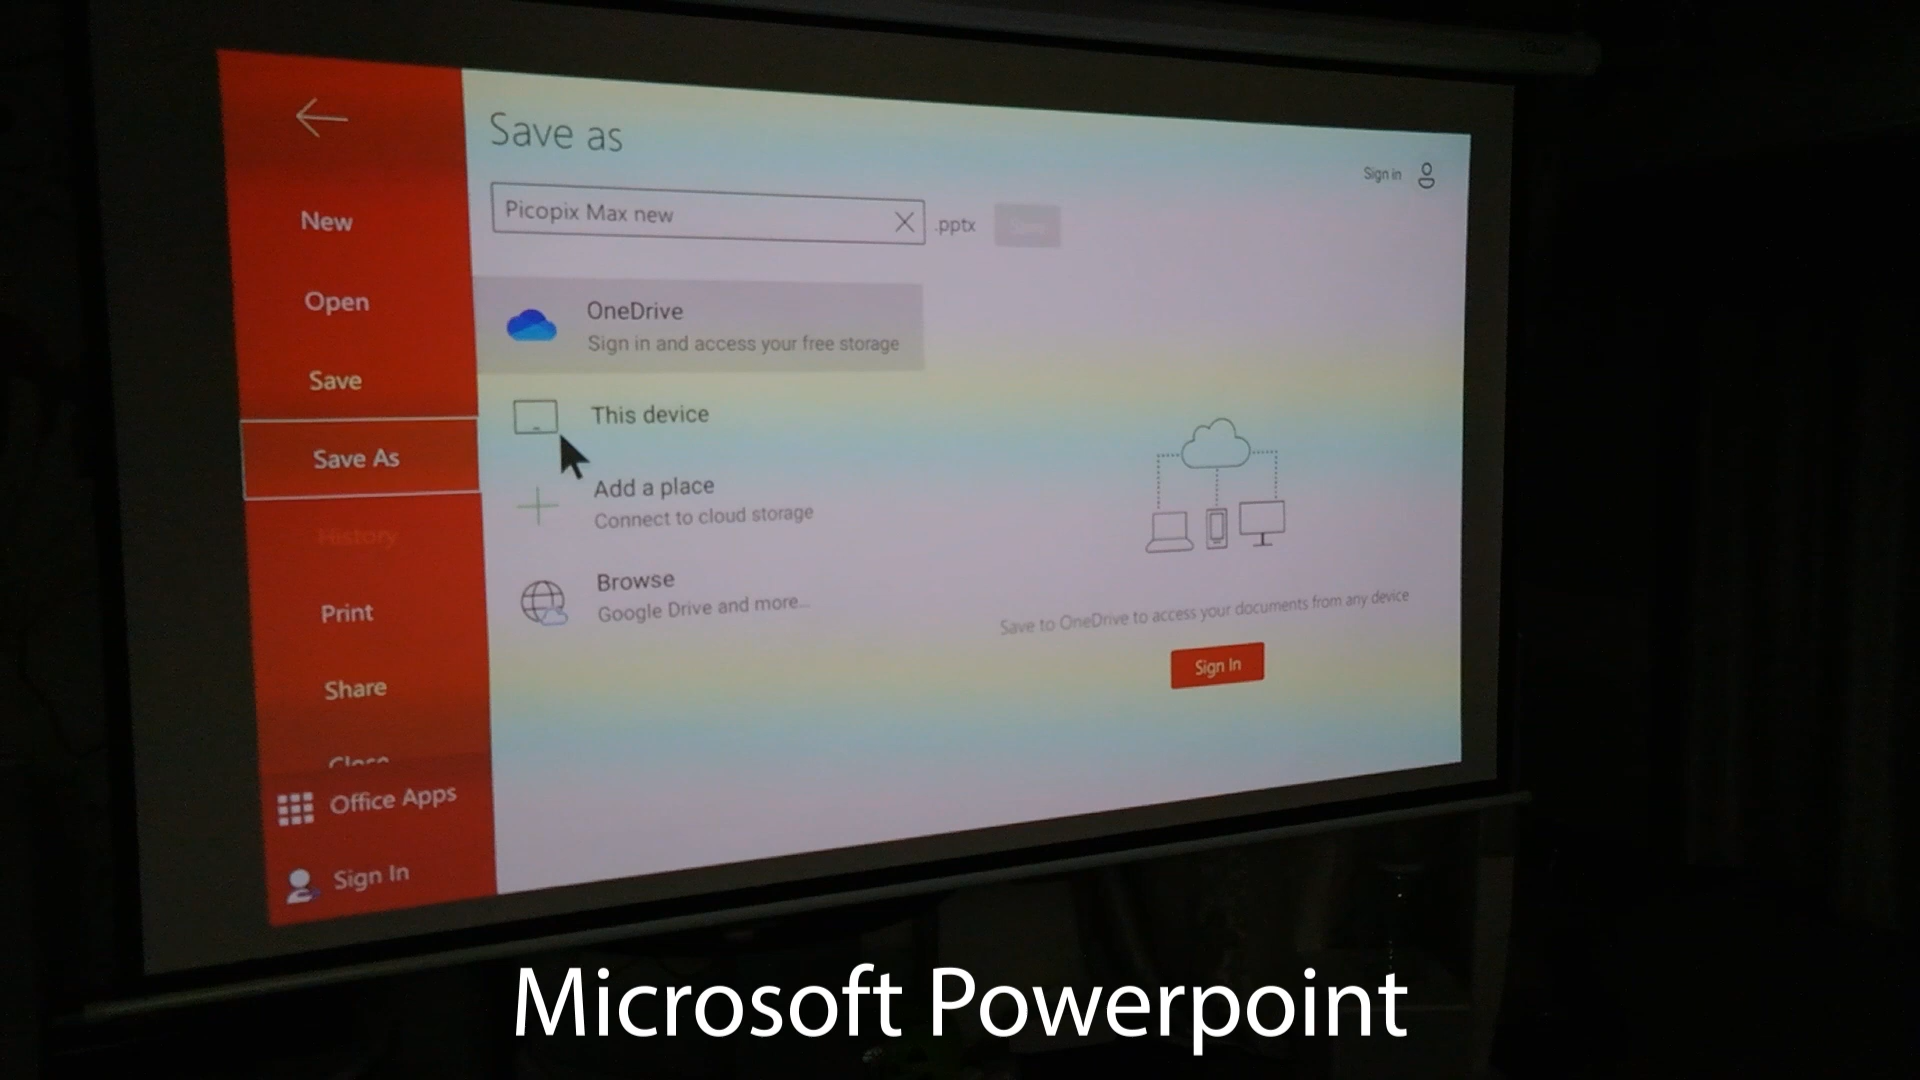 Save as
Sign in
Picopix Max new
.pptx
New
Open
Save
Save As
History
Print
Share
Office Apps
Sign In
OneDrive
Sign in and access your free storage
This device
Add a place
Connect to cloud storage
Browse
Google Drive and more...
Save to OneDrive to access your documents from any device
Sign In
Microsoft Powerpoint